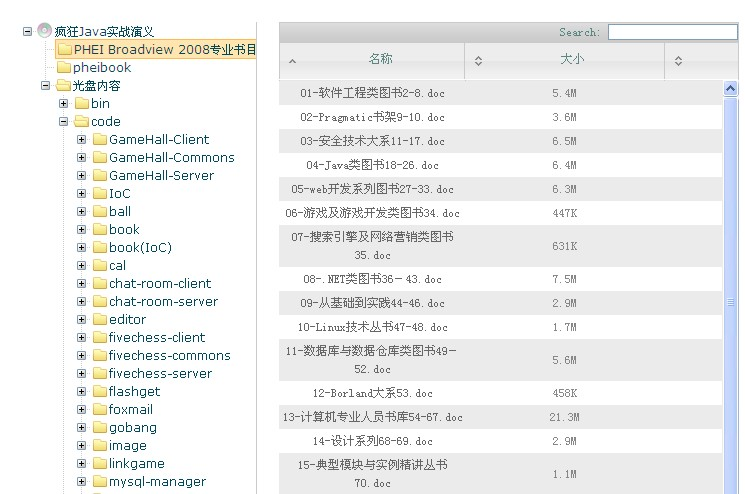 疯狂Java实战演义
PHEI Broadview 2008专业书目
pheibook
光盘内容
bin
code
GameHall-Client
GameHall-Commons
GameHall-Server
IoC
ball
book
book(IoC)
cal
chat-room-client
chat-room-server
editor
fivechess-client
fivechess-commons
fivechess-server
flashget
foxmail
gobang
image
linkgame
mysql-manager
Search:
名称 大小
01-软件工程类图书2-8.doc 5.4M
02-Pragmatic书架9-10.doc 3.6M
03-安全技术大系11-17.doc 6.5M
04-Java类图书18-26.doc 6.4M
05-web开发系列图书27-33.doc 6.3M
06-游戏及游戏开发类图书34.doc 447K
07-搜索引擎及网络营销类图书
35.doc 631K
08-.NET类图书36－43.doc 7.5M
09-从基础到实践44-46.doc 2.9M
10-Linux技术丛书47-48.doc 1.7M
11-数据库与数据仓库类图书49－
52.doc 5.6M
12-Borland大系53.doc 458K
13-计算机专业人员书库54-67.doc 21.3M
14-设计系列68-69.doc 2.9M
15-典型模块与实例精讲丛书
70.doc 1.1M